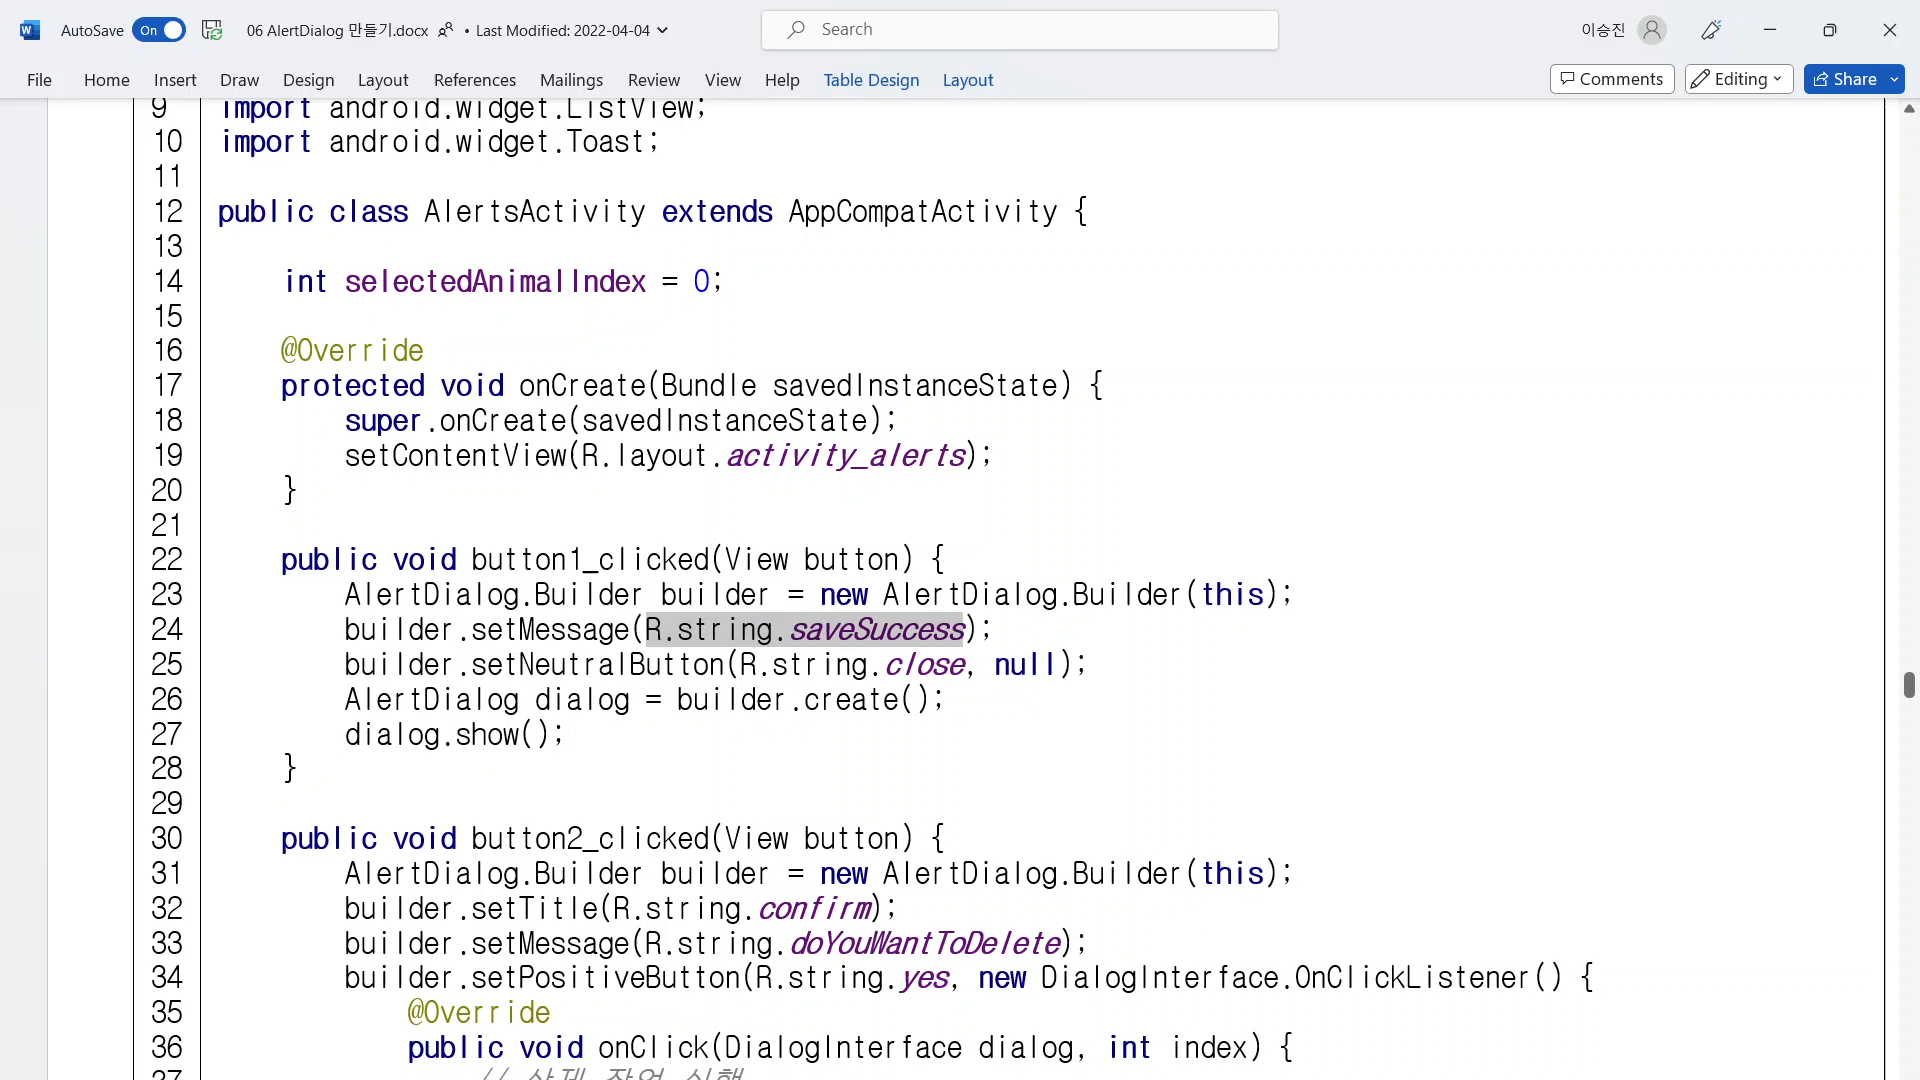 AutoSave On 06 AlertDialog 만들기.docx • Last Modified: 2022-04-04 Search 이승진
File Home Insert Draw Design Layout References Mailings Review View Help Table Design Layout Comments Editing Share
9 import android.widget.ListView;
10 import android.widget.Toast;
11
12 public class AlertsActivity extends AppCompatActivity {
13
14 int selectedAnimalIndex = 0;
15
16 @Override
17 protected void onCreate(Bundle savedInstanceState) {
18 super.onCreate(savedInstanceState);
19 setContentView(R.layout.activity_alerts);
20 }
21
22 public void button1_clicked(View button) {
23 AlertDialog.Builder builder = new AlertDialog.Builder(this);
24 builder.setMessage(R.string.saveSuccess);
25 builder.setNeutralButton(R.string.close, null);
26 AlertDialog dialog = builder.create();
27 dialog.show();
28 }
29
30 public void button2_clicked(View button) {
31 AlertDialog.Builder builder = new AlertDialog.Builder(this);
32 builder.setTitle(R.string.confirm);
33 builder.setMessage(R.string.doYouWantToDelete);
34 builder.setPositiveButton(R.string.yes, new DialogInterface.OnClickListener() {
35 @Override
36 public void onClick(DialogInterface dialog, int index) {
37 // 삭제 작업 실행